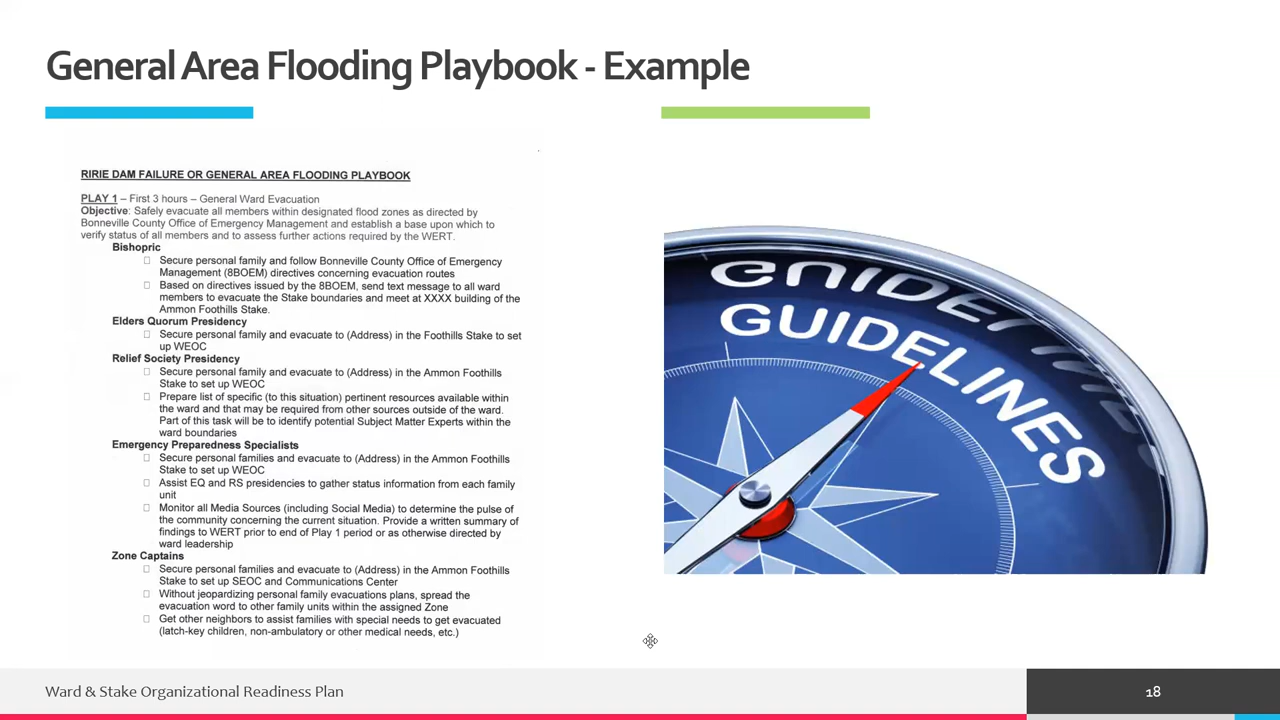 General Area Flooding Playbook - Example
RIRIE DAM FAILURE OR GENERAL AREA FLOODING PLAYBOOK
PLAY 1 – First 3 hours – General Ward Evacuation
Objective: Safely evacuate all members within designated flood zones as directed by
Bonneville County Office of Emergency Management and establish a base upon which to
verify status of all members and to assess further actions required by the WERT.
Bishopric
Secure personal family and follow Bonneville County Office of Emergency
Management (8BOEM) directives concerning evacuation routes
Based on directives issued by the 8BOEM, send text message to all ward
members to evacuate the Stake boundaries and meet at XXXX building of the
Ammon Foothills Stake.
Elders Quorum Presidency
Secure personal family and evacuate to (Address) in the Foothills Stake to set
up WEOC
Relief Society Presidency
Secure personal family and evacuate to (Address) in the Ammon Foothills
Stake to set up WEOC
Prepare list of specific (to this situation) pertinent resources available within
the ward and that may be required from other sources outside of the ward.
Part of this task will be to identify potential Subject Matter Experts within the
ward boundaries
Emergency Preparedness Specialists
Secure personal families and evacuate to (Address) in the Ammon Foothills
Stake to set up WEOC
Assist EQ and RS presidencies to gather status information from each family
unit
Monitor all Media Sources (including Social Media) to determine the pulse of
the community concerning the current situation. Provide a written summary of
findings to WERT prior to end of Play 1 period or as otherwise directed by
ward leadership
Zone Captains
Secure personal families and evacuate to (Address) in the Ammon Foothills
Stake to set up SEOC and Communications Center
Without jeopardizing personal family evacuations plans, spread the
evacuation word to other family units within the assigned Zone
Get other neighbors to assist families with special needs to get evacuated
(latch-key children, non-ambulatory or other medical needs, etc.)
GUIDELINES
Ward & Stake Organizational Readiness Plan
18